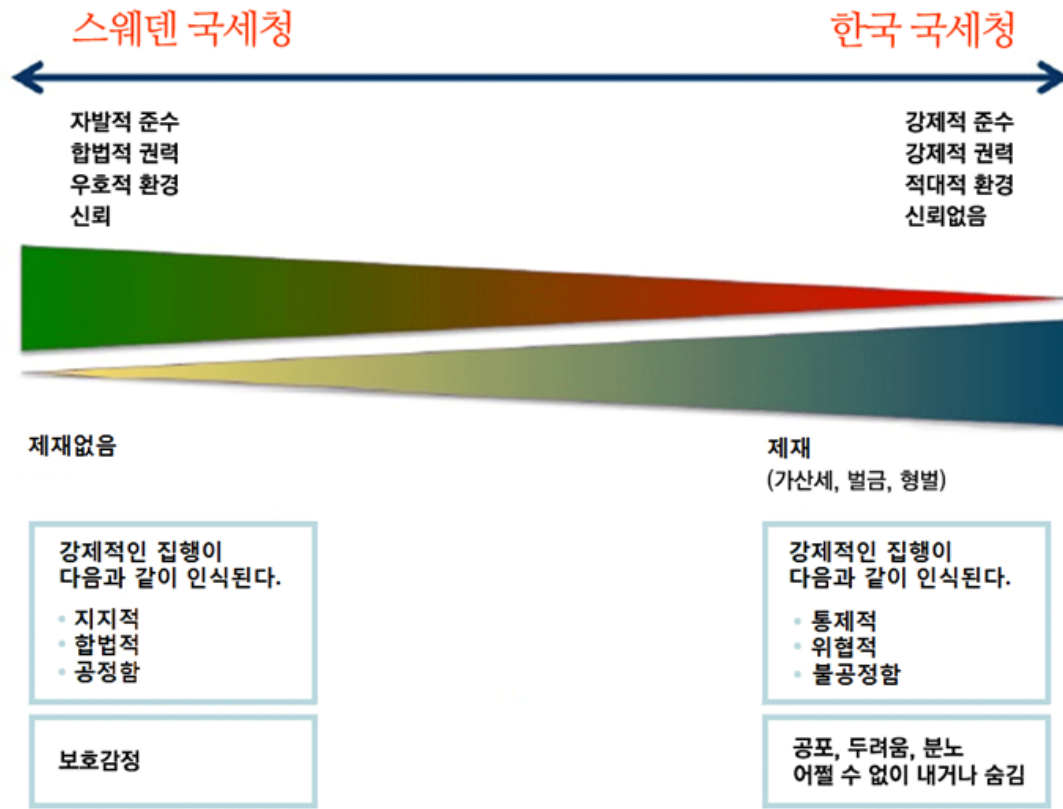 스웨덴 국세청
한국 국세청
자발적 준수
합법적 권력
우호적 환경
신뢰
강제적 준수
강제적 권력
적대적 환경
신뢰없음
제재없음
제재
(가산세, 벌금, 형벌)
강제적인 집행이
다음과 같이 인식된다.
• 지지적
• 합법적
• 공정함
강제적인 집행이
다음과 같이 인식된다.
• 통제적
• 위협적
• 불공정함
보호감정
공포, 두려움, 분노
어쩔 수 없이 내거나 숨김